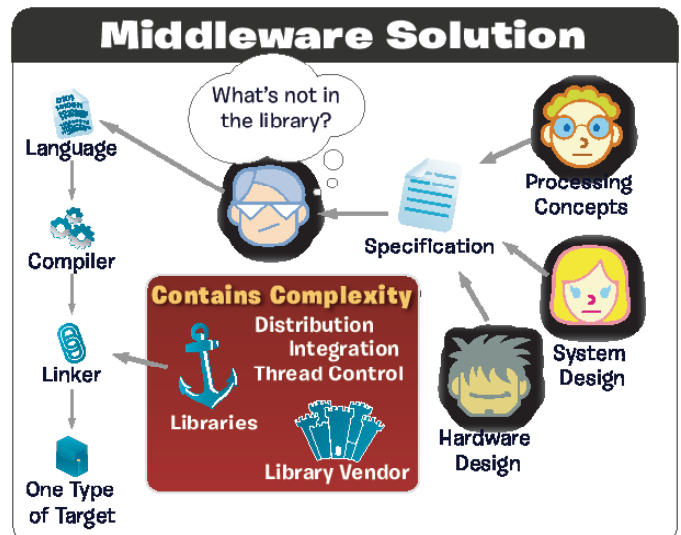 Middleware Solution
What's not in
the library?
Language
Processing
Concepts
Specification
Compiler
Contains Complexity
Distribution
Integration
Thread Control
System
Design
Linker
Libraries
Hardware
Design
Library Vendor
One Type
of Target